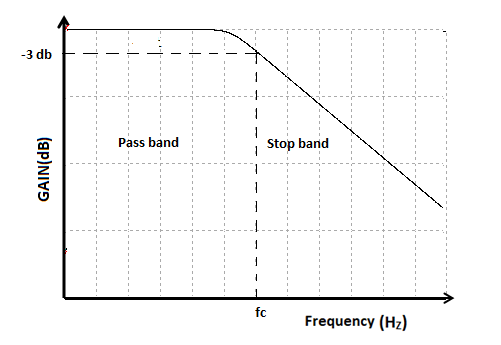 -3 db
GAIN(dB)
Pass band
Stop band
fc
Frequency (HZ)